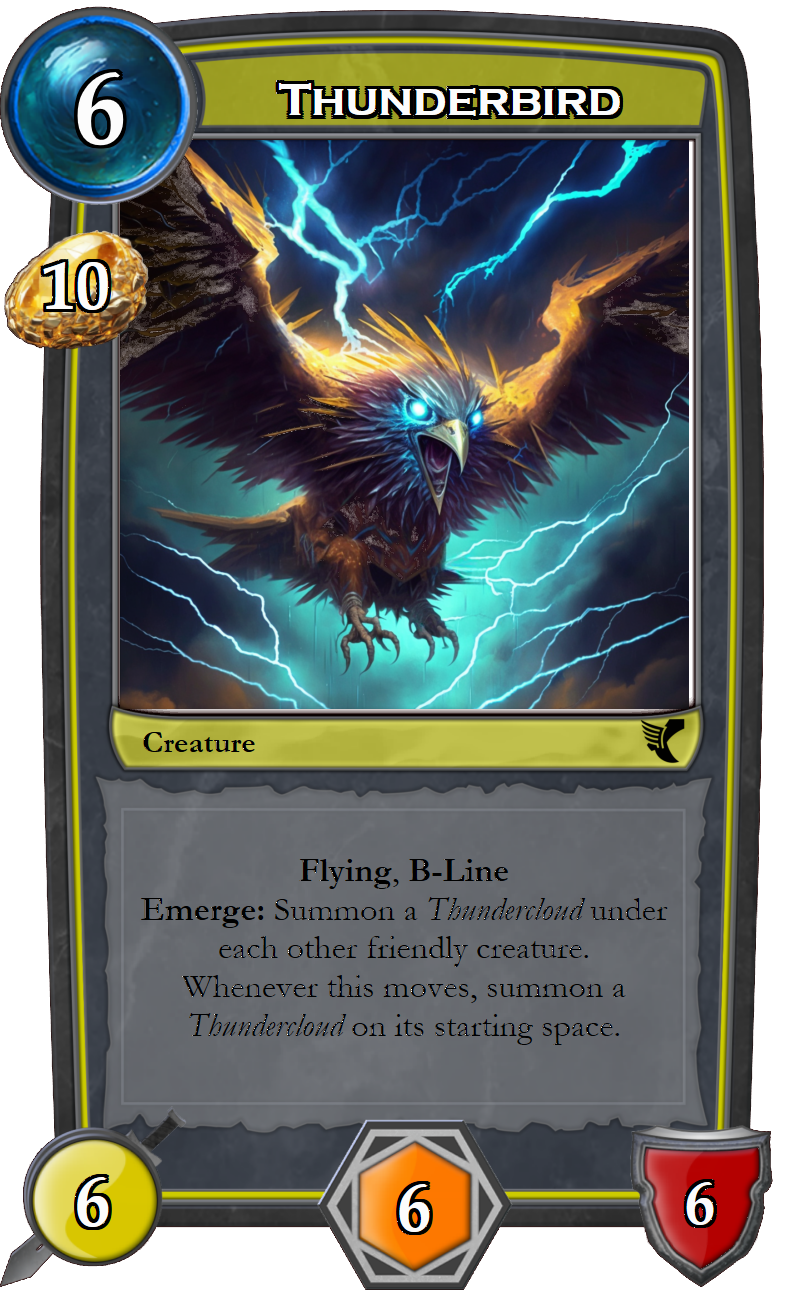 6
THUNDERBIRD
10
Creature
Flying, B-Line
Emerge: Summon a Thundercloud under
each other friendly creature.
Whenever this moves, summon a
Thundercloud on its starting space.
6
6
6